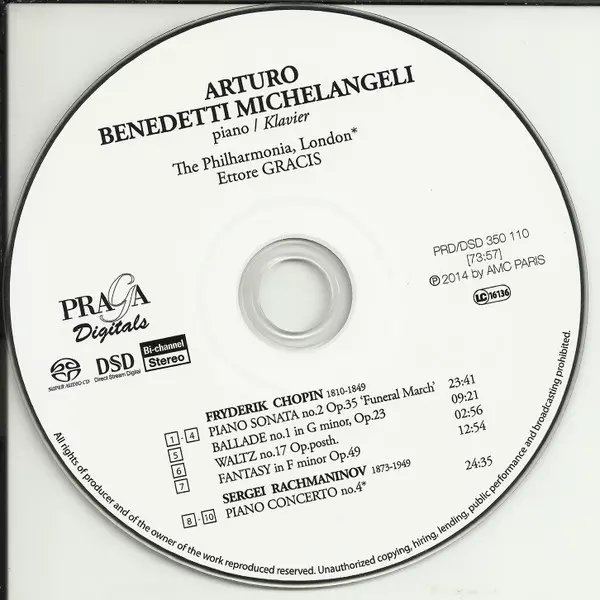 ARTURO
BENEDETTI MICHELANGELI
piano / Klavier
The Philharmonia, London*
Ettore GRACIS
PRD/DSD 350 110
[73:57]
℗ 2014 by AMC PARIS
LC 16136
PRAGA
Digitals
SUPER AUDIO CD
DSD
Direct Stream Digital
Bi-channel
Stereo
FRYDERIK CHOPIN 1810-1849
1 - 4 PIANO SONATA no.2 Op.35 'Funeral March' 23:41
5 BALLADE no.1 in G minor, Op.23 09:21
6 WALTZ no.17 Op.posth. 02:56
7 FANTASY in F minor Op.49 12:54
SERGEI RACHMANINOV 1873-1949
8 - 10 PIANO CONCERTO no.4* 24:35
All rights of producer and of the owner of the work reproduced reserved. Unauthorized copying, hiring, lending, public performance and broadcasting prohibited.